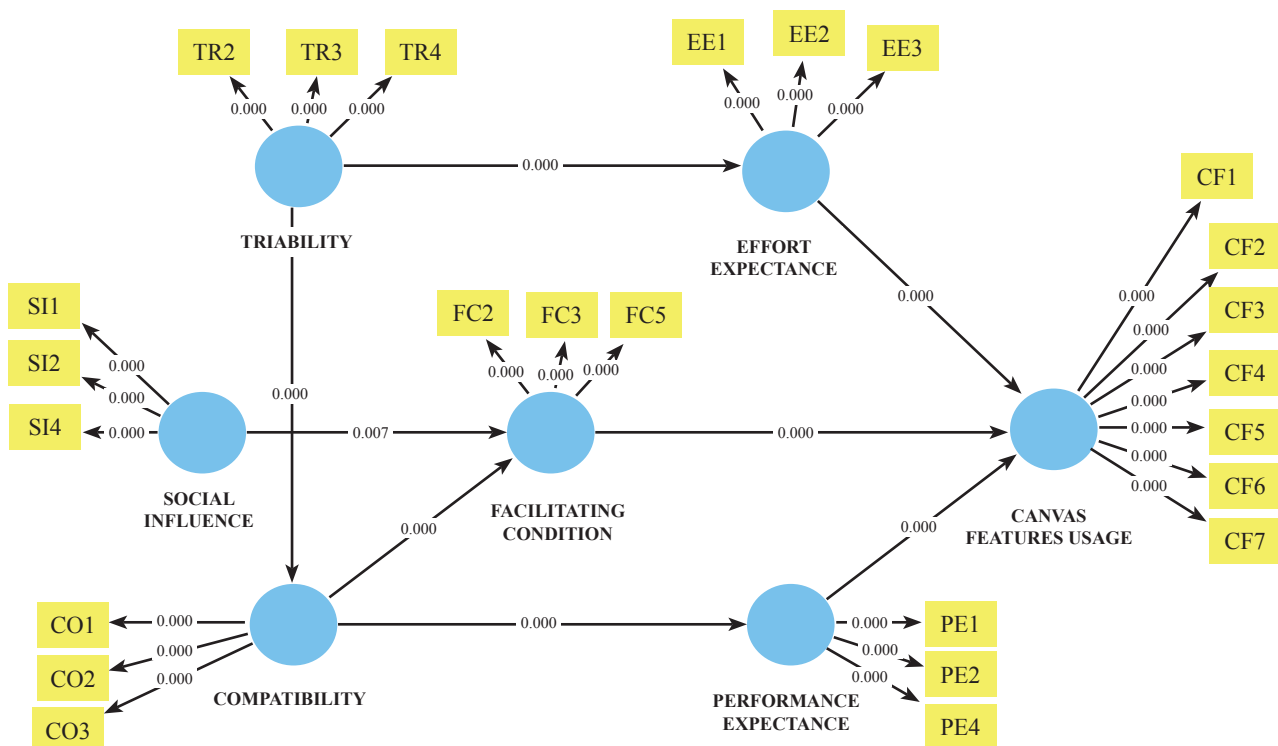 TR2 TR3 TR4
EE1 EE2 EE3
0.000 0.000 0.000
0.000 0.000 0.000
0.000
TRIABILITY
EFFORT
EXPECTANCE
CF1
CF2
CF3
CF4
CF5
CF6
CF7
0.000
0.000
0.000
0.000
0.000
0.000
0.000
0.000
SI1
SI2
SI4
0.000
0.000
0.000
0.000
FC2 FC3 FC5
0.000 0.000 0.000
0.007
0.000
SOCIAL
INFLUENCE
FACILITATING
CONDITION
CANVAS
FEATURES USAGE
0.000
0.000
CO1
CO2
CO3
0.000
0.000
0.000
0.000
COMPATIBILITY
PERFORMANCE
EXPECTANCE
0.000
0.000
0.000
PE1
PE2
PE4